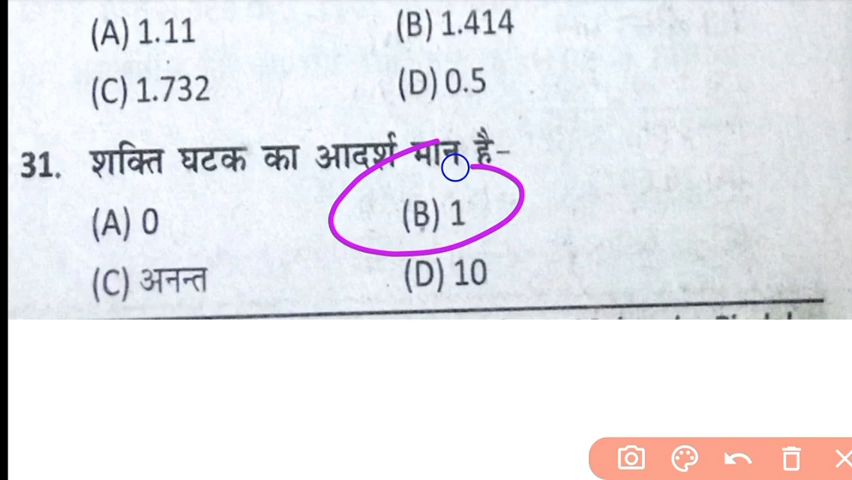 (A) 1.11 (B) 1.414
(C) 1.732 (D) 0.5
31. शक्ति घटक का आदर्श मान है-
(A) 0 (B) 1
(C) अनन्त (D) 10